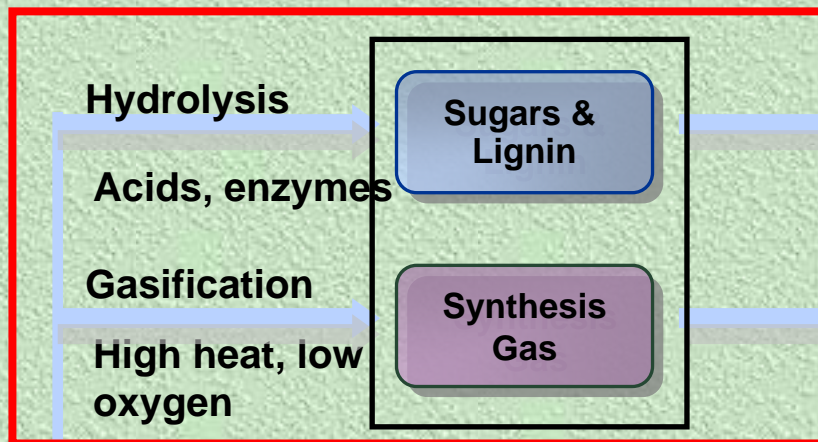 Hydrolysis
Acids, enzymes
Sugars &
Lignin
Gasification
High heat, low
oxygen
Synthesis
Gas